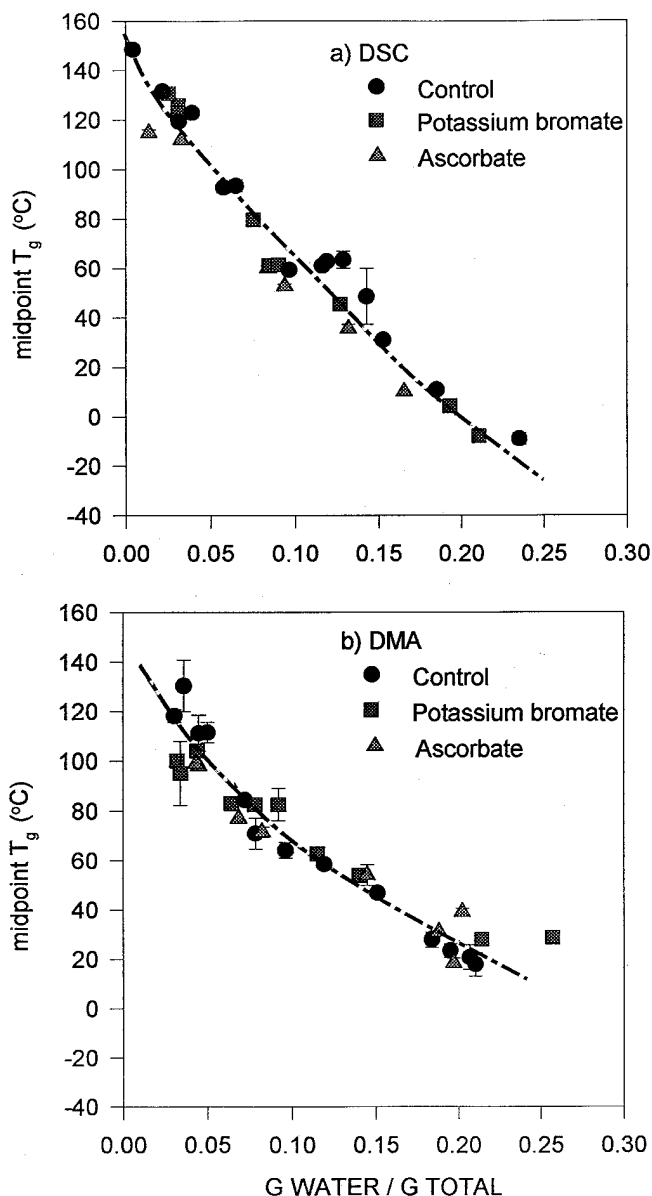 160
140
120
100
80
60
40
20
0
-20
-40
midpoint Tg (oC)
a) DSC
Control
Potassium bromate
Ascorbate
0.00 0.05 0.10 0.15 0.20 0.25 0.30
160
140
120
100
80
60
40
20
0
-20
-40
midpoint Tg (oC)
b) DMA
Control
Potassium bromate
Ascorbate
0.00 0.05 0.10 0.15 0.20 0.25 0.30
G WATER / G TOTAL